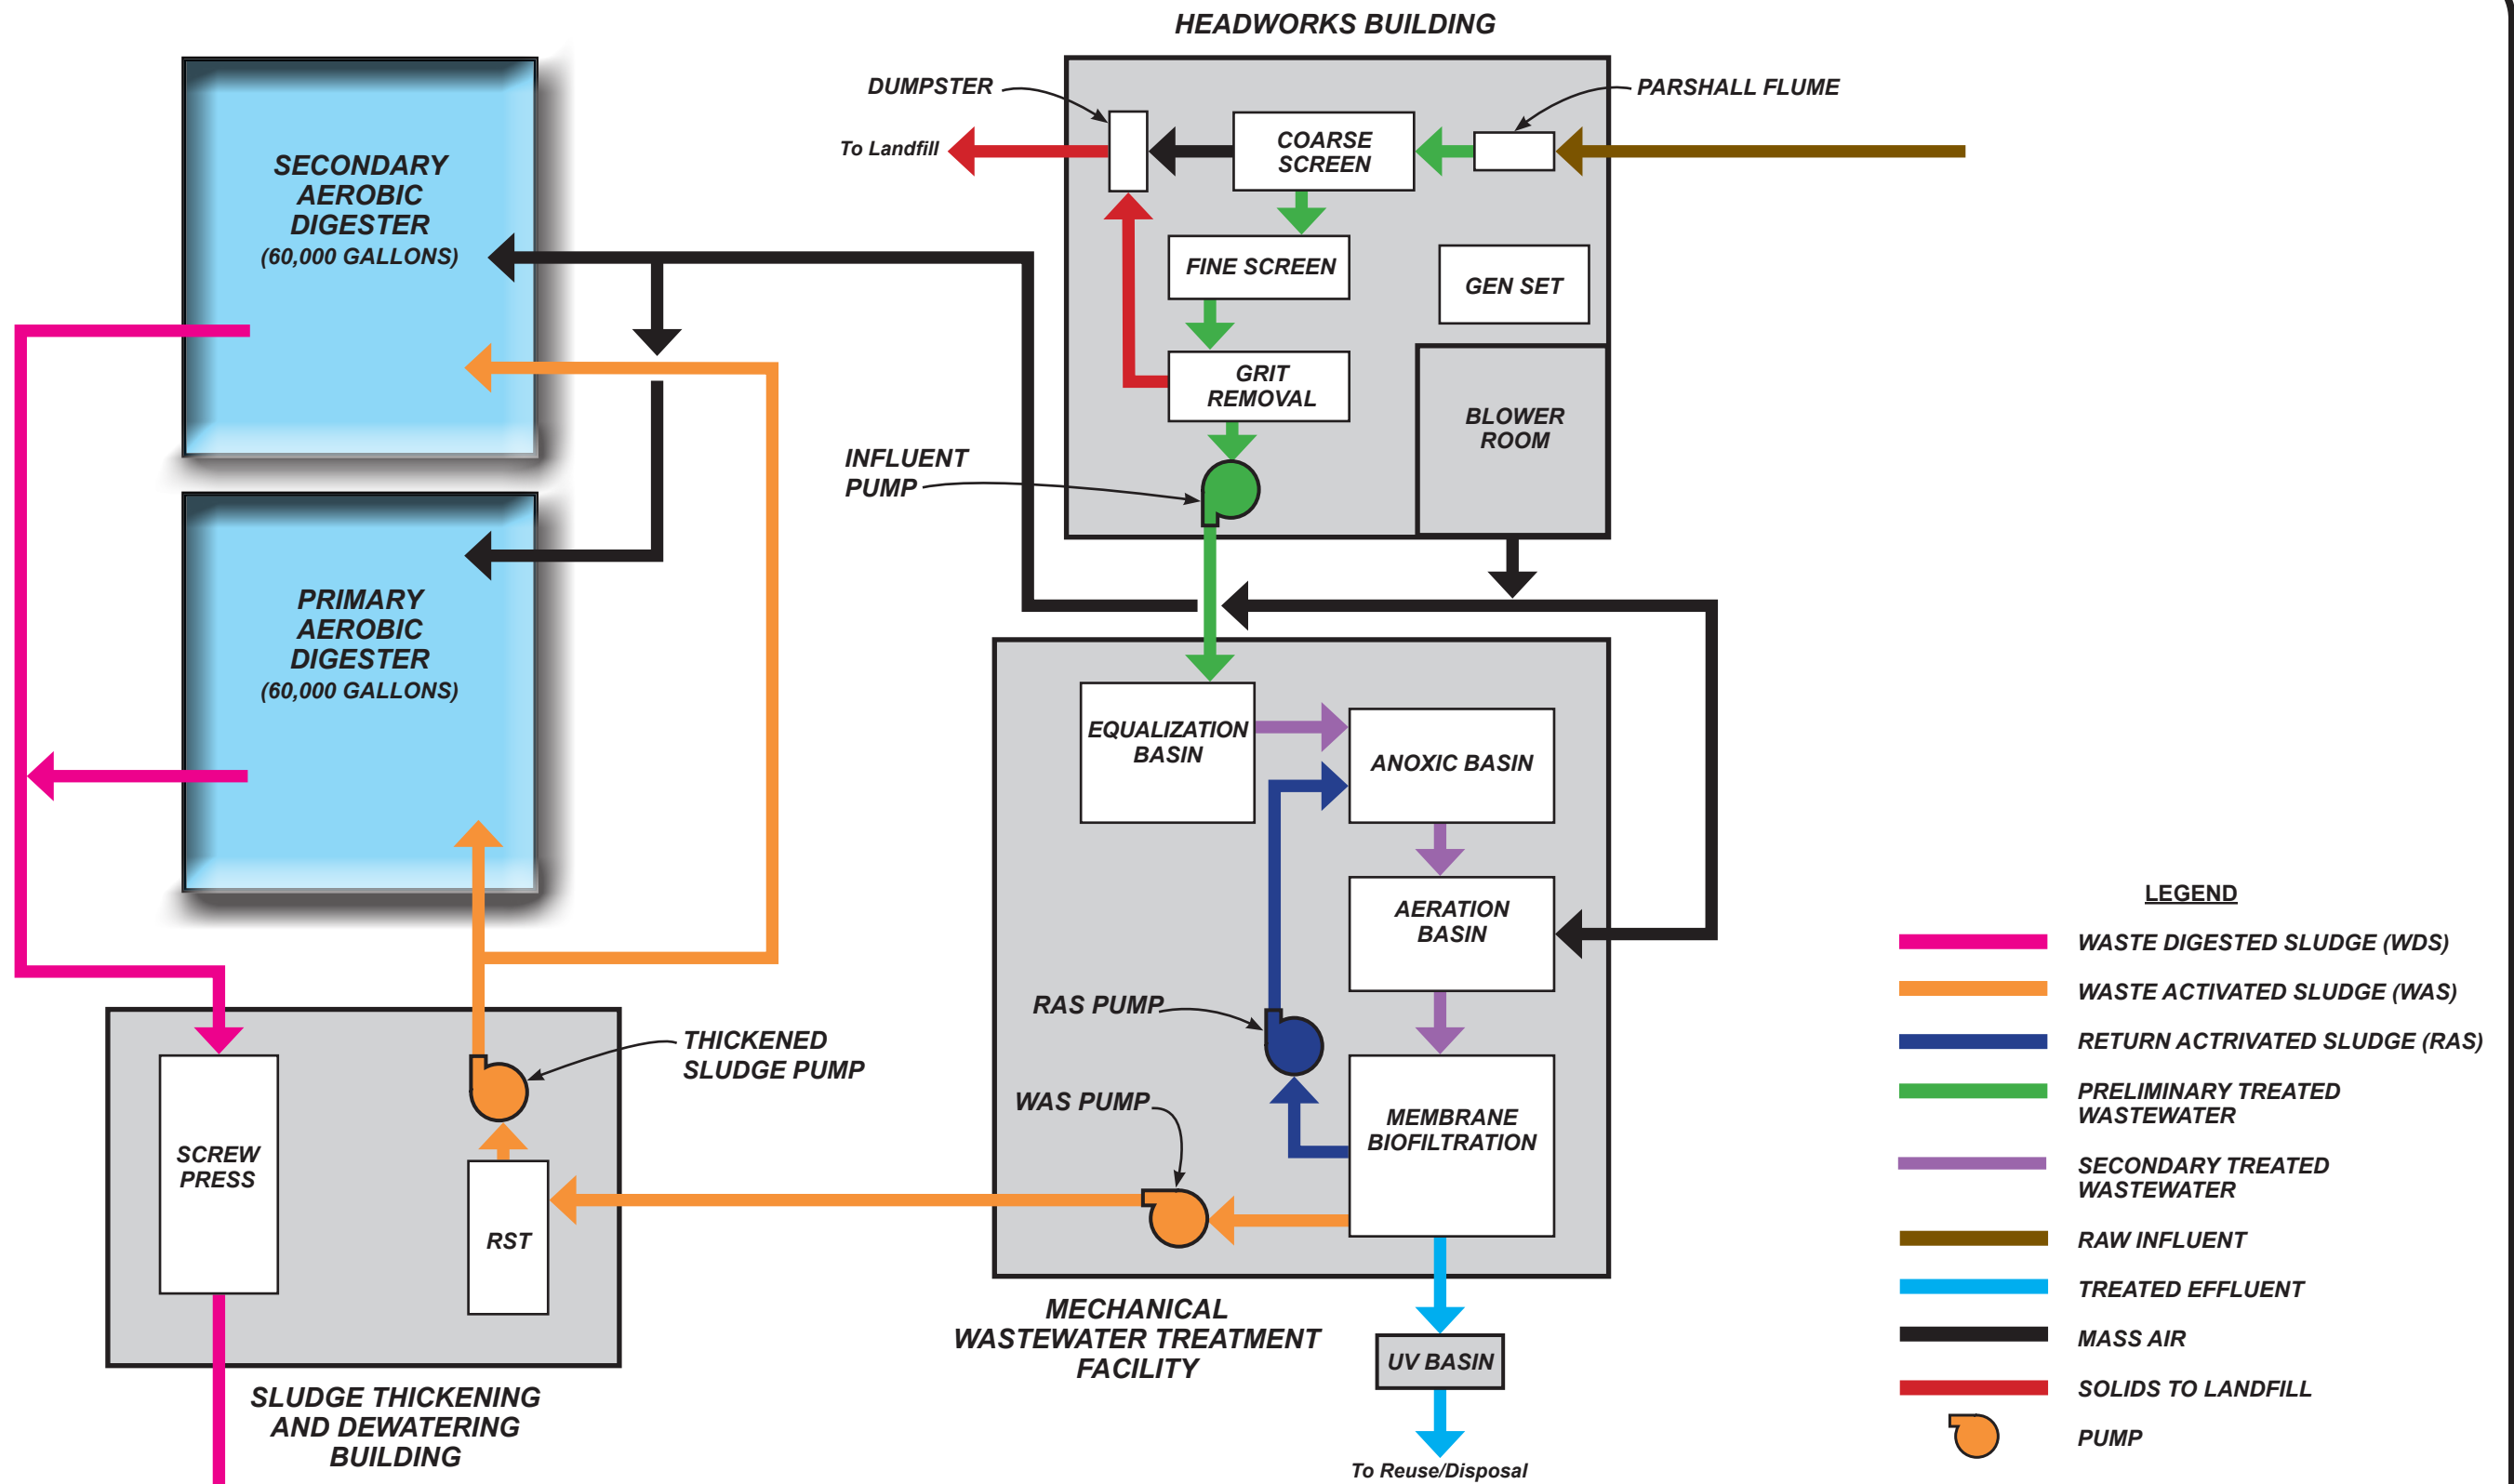 HEADWORKS BUILDING
DUMPSTER
PARSHALL FLUME
To Landfill
COARSE
SCREEN
FINE SCREEN
GEN SET
GRIT
REMOVAL
BLOWER
ROOM
INFLUENT
PUMP
SECONDARY
AEROBIC
DIGESTER
(60,000 GALLONS)
PRIMARY
AEROBIC
DIGESTER
(60,000 GALLONS)
EQUALIZATION
BASIN
ANOXIC BASIN
AERATION
BASIN
RAS PUMP
WAS PUMP
MEMBRANE
BIOFILTRATION
THICKENED
SLUDGE PUMP
SCREW
PRESS
RST
SLUDGE THICKENING
AND DEWATERING
BUILDING
MECHANICAL
WASTEWATER TREATMENT
FACILITY
UV BASIN
To Reuse/Disposal
LEGEND
WASTE DIGESTED SLUDGE (WDS)
WASTE ACTIVATED SLUDGE (WAS)
RETURN ACTRIVATED SLUDGE (RAS)
PRELIMINARY TREATED
WASTEWATER
SECONDARY TREATED
WASTEWATER
RAW INFLUENT
TREATED EFFLUENT
MASS AIR
SOLIDS TO LANDFILL
PUMP